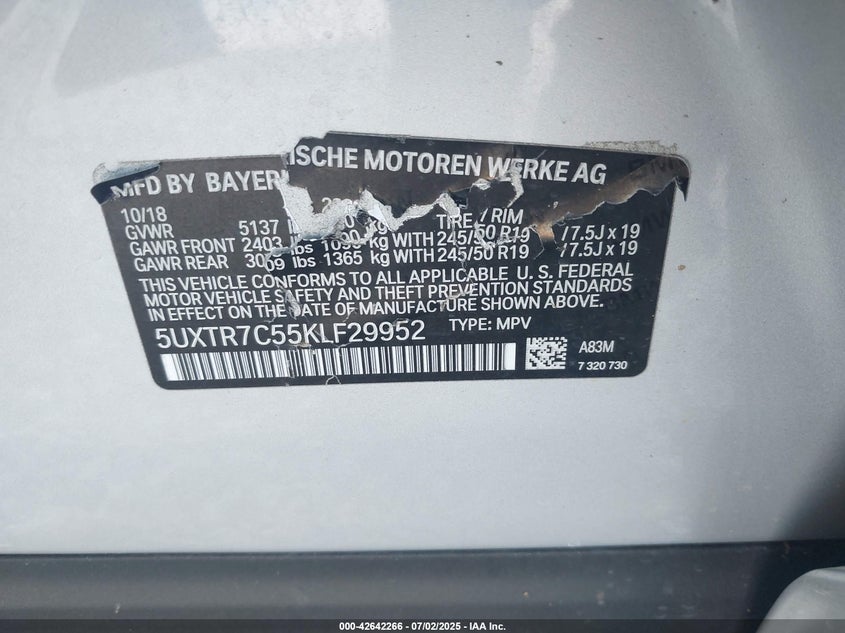 MFD BY BAYER ISCHE MOTOREN WERKE AG
10/18
GVWR 5137 TIRE / RIM
GAWR FRONT 2403 lbs 1090 kg WITH 245/50 R19 / 7.5J x 19
GAWR REAR 3009 lbs 1365 kg WITH 245/50 R19 / 7.5J x 19
THIS VEHICLE CONFORMS TO ALL APPLICABLE U. S. FEDERAL
MOTOR VEHICLE SAFETY AND THEFT PREVENTION STANDARDS
IN EFFECT ON THE DATE OF MANUFACTURE SHOWN ABOVE.
5UXTR7C55KLF29952 TYPE: MPV
A83M
7 320 730
000-42642266 - 07/02/2025 - IAA Inc.